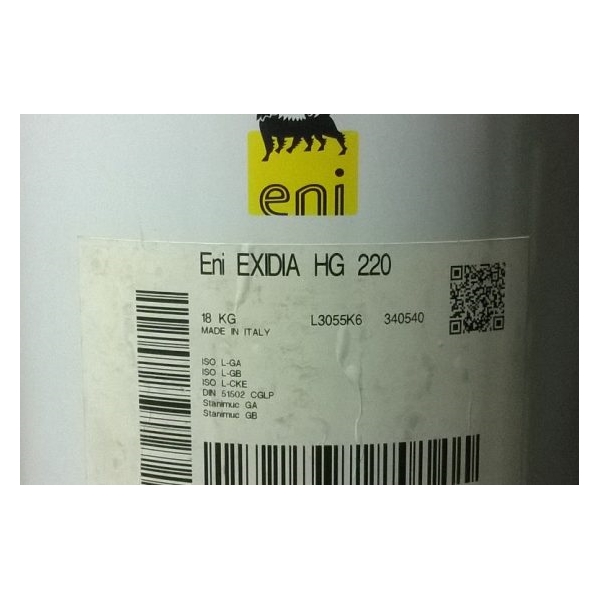 eni
Eni EXIDIA HG 220
18 KG L3055K6 340540
MADE IN ITALY
ISO L-GA
ISO L-GB
ISO L-CKE
DIN 51502 CGLP
Stanimuc GA
Stanimuc GB